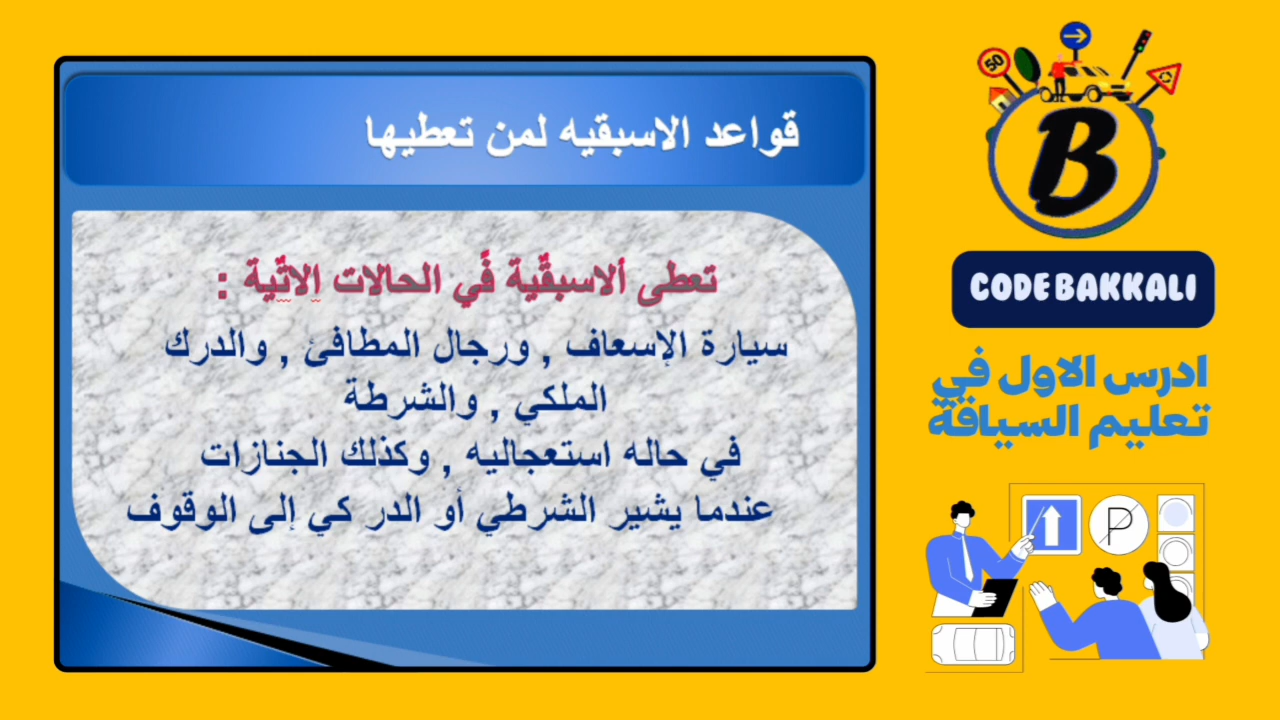 قواعد الاسبقيه لمن تعطيها
تعطى ألاسبقٌية فًي الحالات اٍلاتٌية :
سيارة الإسعاف , ورجال المطافئ , والدرك
الملكي , والشرطة
في حاله استعجاليه , وكذلك الجنازات
عندما يشير الشرطي أو الدر كي إلى الوقوف
50
B
CODE BAKKALI
ادرس الاول في
تعليم السياقة
P